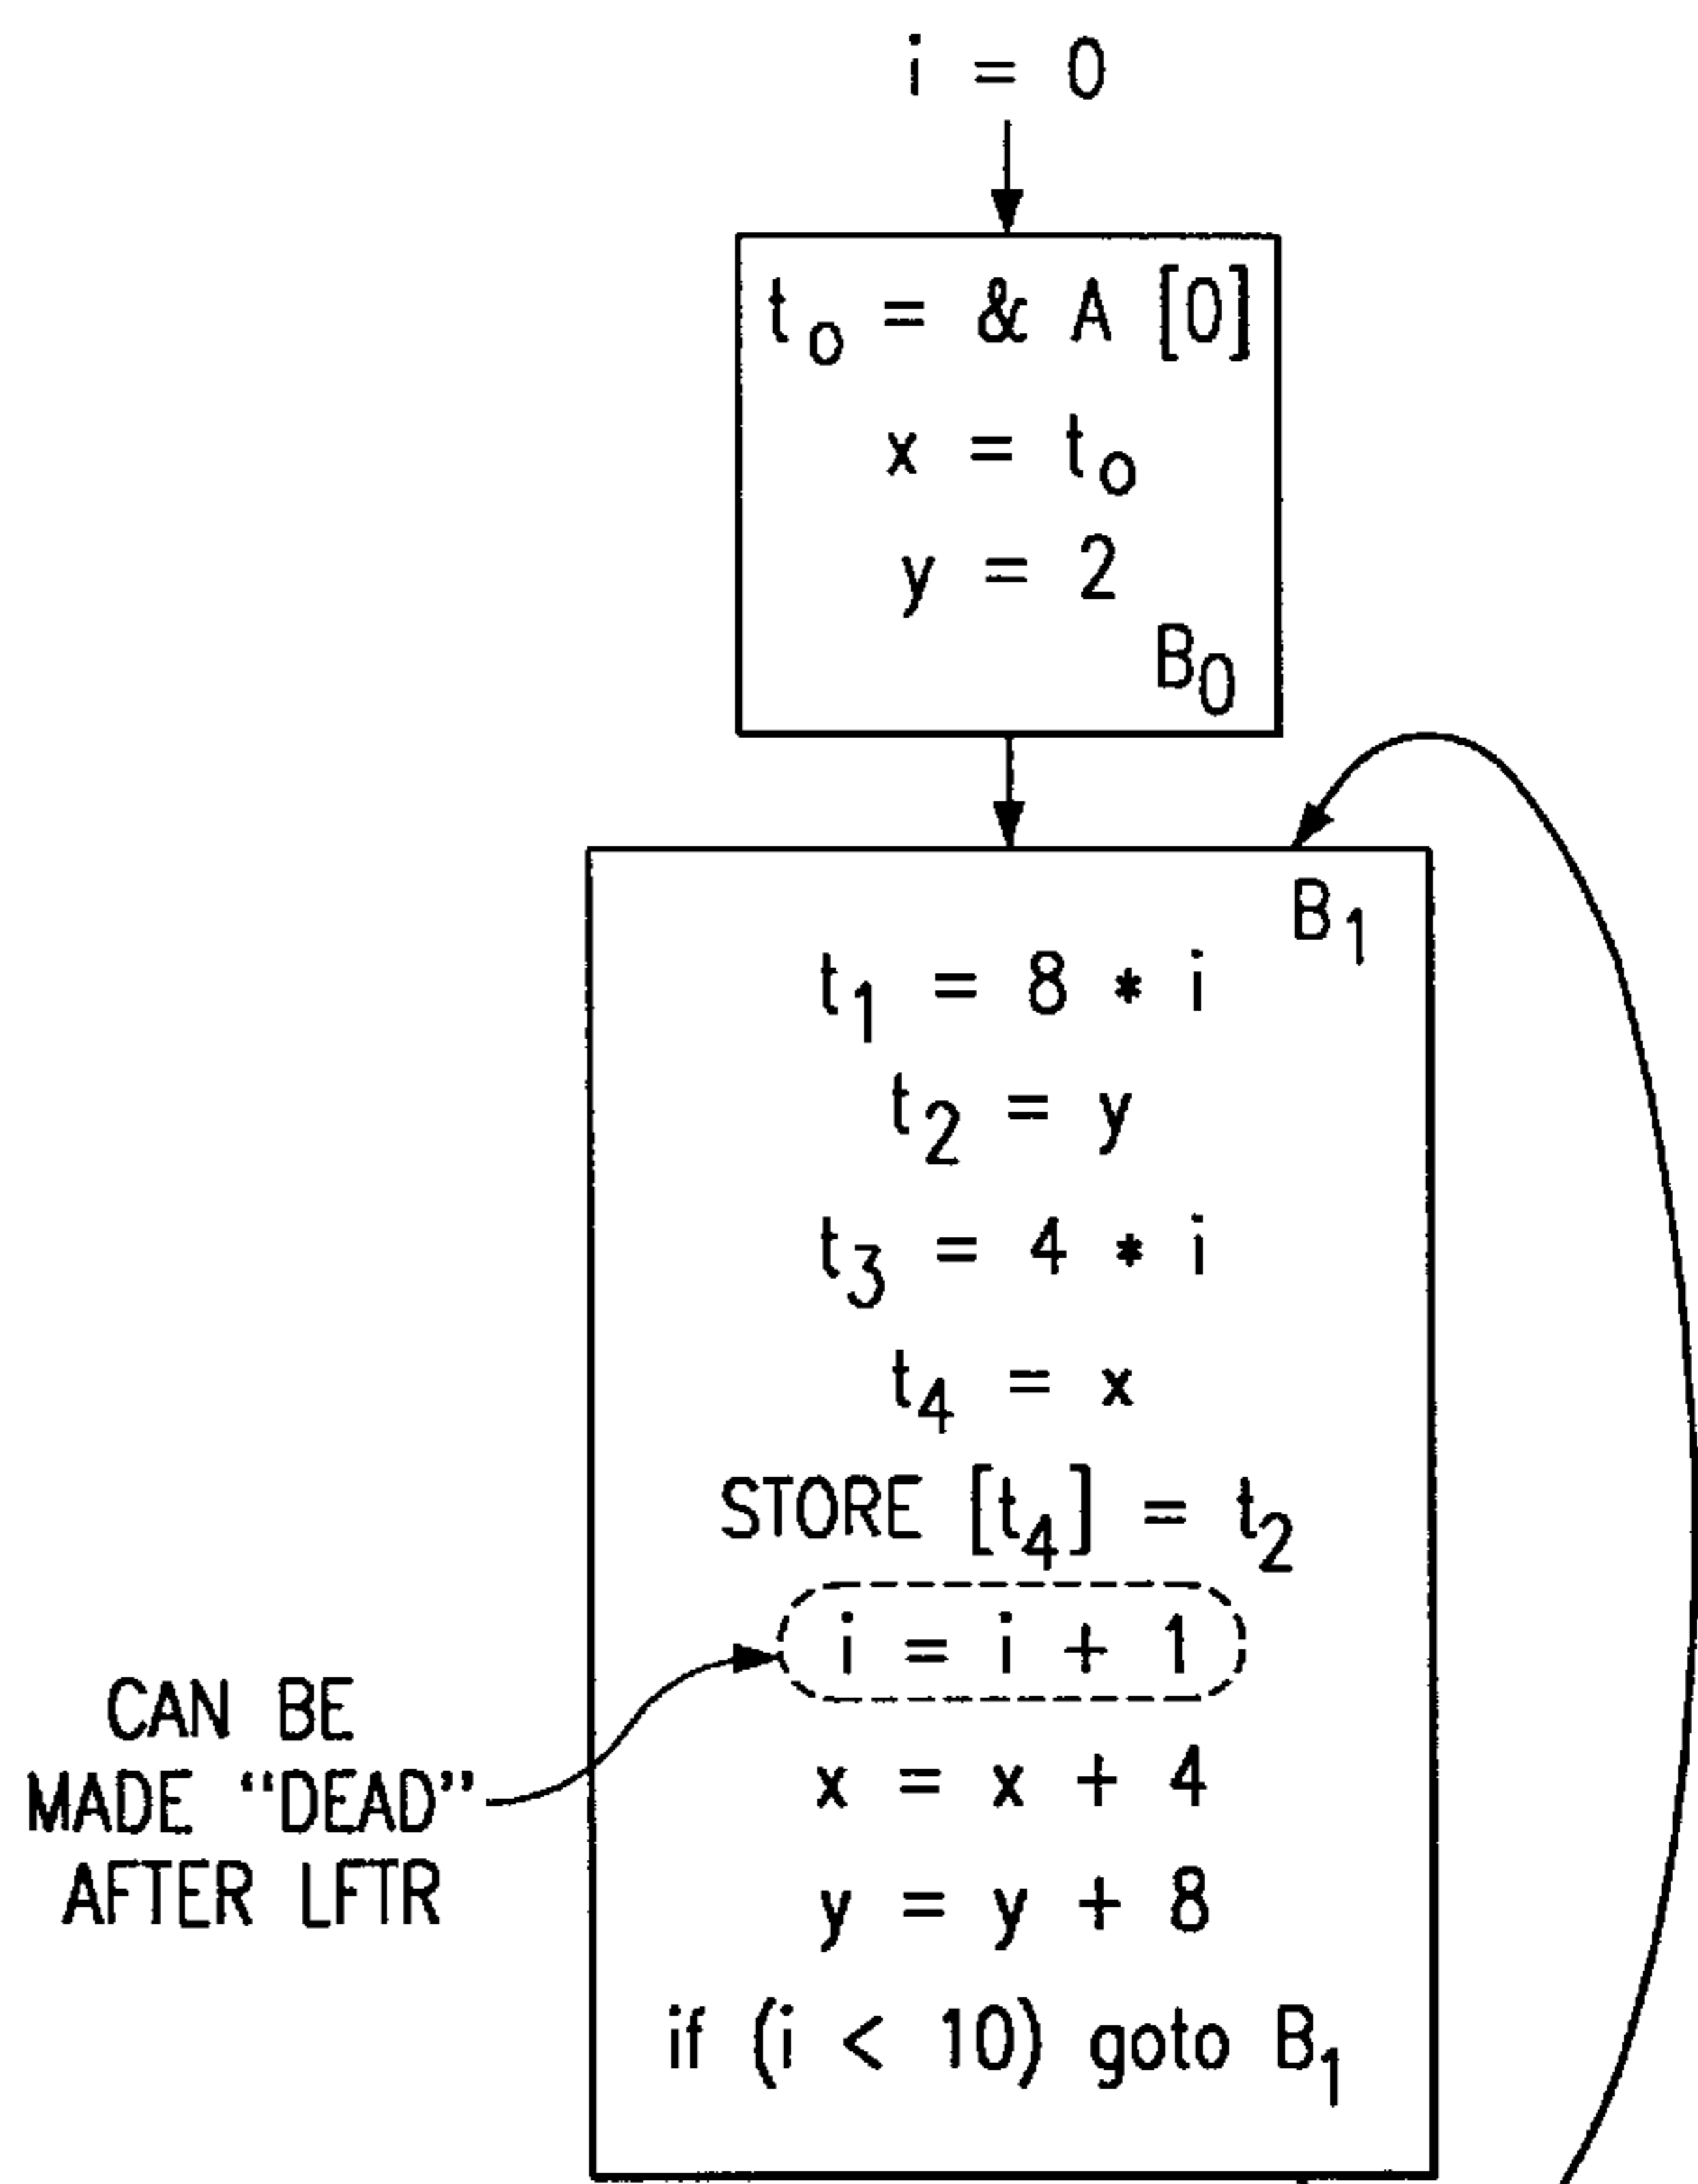 i = 0
t₀ = & A [0]
x = t₀
y = 2
B₀
B₁
t₁ = 8 * i
t₂ = y
t₃ = 4 * i
t₄ = x
STORE [t₄] = t₂
i = i + 1
CAN BE
MADE “DEAD”
AFTER LFTR
x = x + 4
y = y + 8
if (i < 10) goto B₁